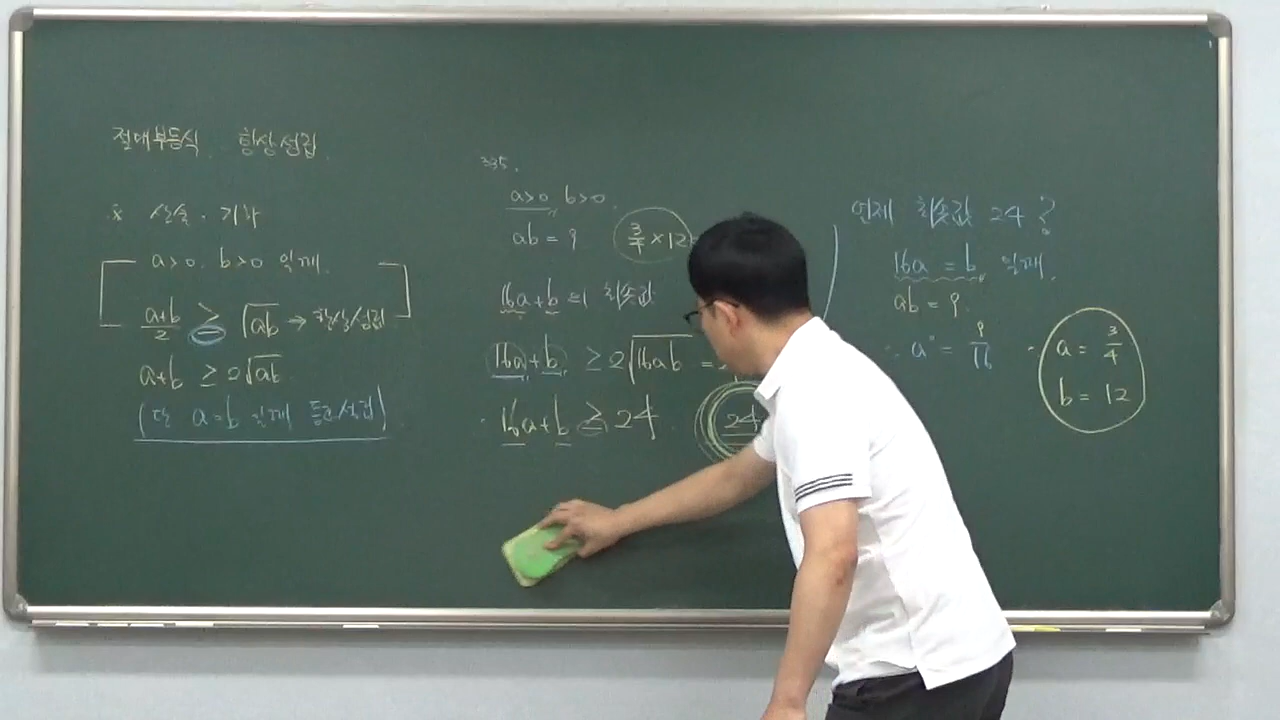 절대부등식 항상성립
※ 산술·기하
a>0. b>0 일때.
a+b/2 ≥ √ab → 항상성립
a+b ≥ 2√ab
(단 a=b 일때 등호성립)
335.
a>0, b>0.
ab = 9 3/4 × 12
16a+b의 최솟값
16a+b ≥ 2√16ab =
16a+b ≥ 24. 24
언제 최솟값 24?
16a = b 일때.
ab = 9.
∴ a² = 9/16
a = 3/4
b = 12